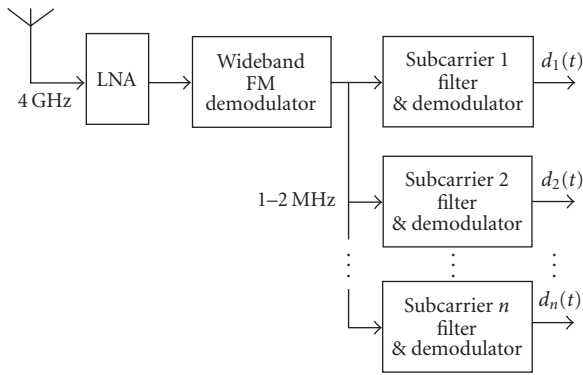 4 GHz
LNA
Wideband
FM
demodulator
1–2 MHz
Subcarrier 1
filter
& demodulator
d₁(t)
Subcarrier 2
filter
& demodulator
d₂(t)
Subcarrier n
filter
& demodulator
dₙ(t)